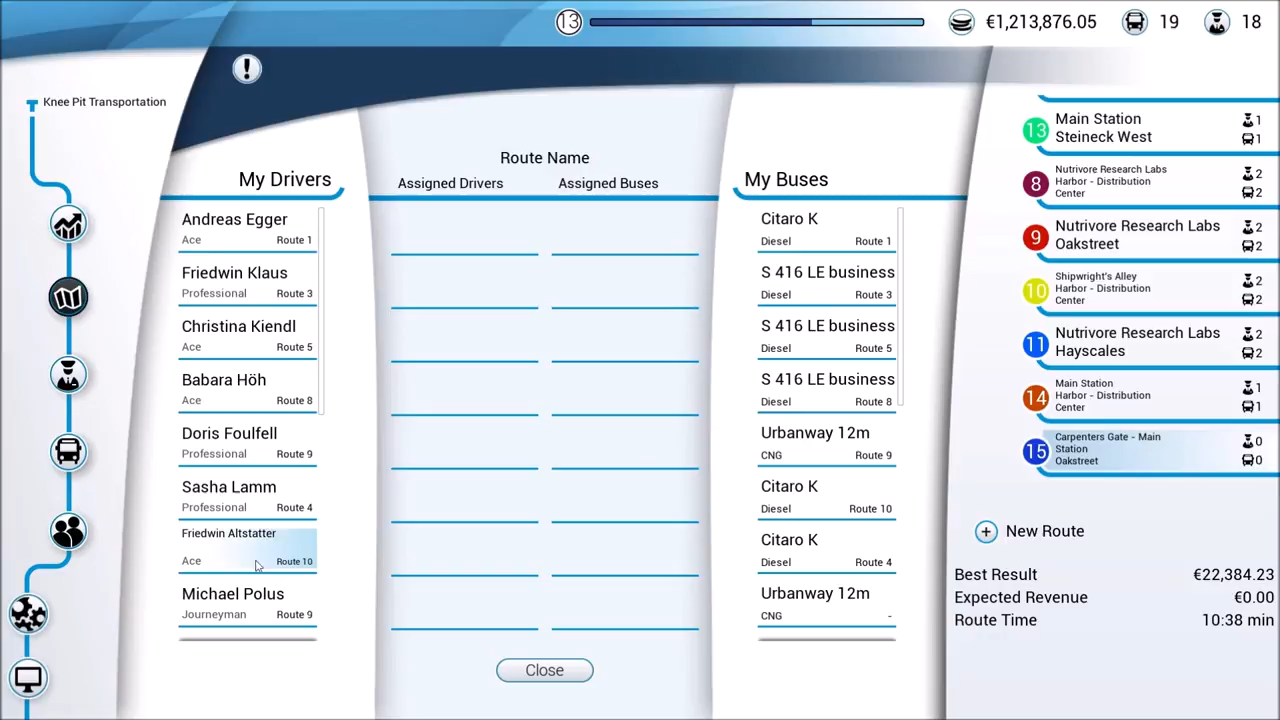 13
€1,213,876.05
19
18
!
Knee Pit Transportation
My Drivers
Andreas Egger
Ace Route 1
Friedwin Klaus
Professional Route 3
Christina Kiendl
Ace Route 5
Babara Höh
Ace Route 8
Doris Foulfell
Professional Route 9
Sasha Lamm
Professional Route 4
Friedwin Altstatter
Ace Route 10
Michael Polus
Journeyman Route 9
Route Name
Assigned Drivers Assigned Buses
Close
My Buses
Citaro K
Diesel Route 1
S 416 LE business
Diesel Route 3
S 416 LE business
Diesel Route 5
S 416 LE business
Diesel Route 8
Urbanway 12m
CNG Route 9
Citaro K
Diesel Route 10
Citaro K
Diesel Route 4
Urbanway 12m
CNG -
13
Main Station
Steineck West
1
1
8
Nutrivore Research Labs
Harbor - Distribution
Center
2
2
9
Nutrivore Research Labs
Oakstreet
2
2
10
Shipwright's Alley
Harbor - Distribution
Center
2
2
11
Nutrivore Research Labs
Hayscales
2
2
14
Main Station
Harbor - Distribution
Center
1
1
15
Carpenters Gate - Main
Station
Oakstreet
0
0
+ New Route
Best Result €22,384.23
Expected Revenue €0.00
Route Time 10:38 min